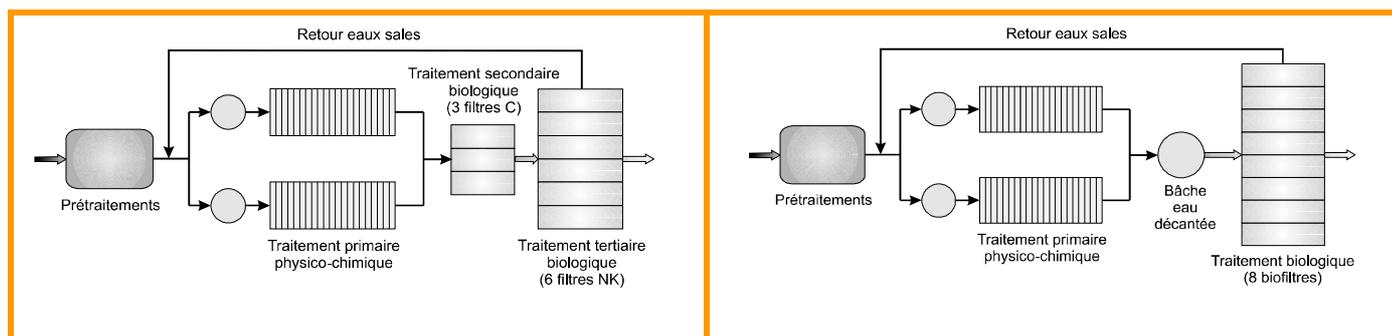 Retour eaux sales
Traitement secondaire
biologique
(3 filtres C)
Prétraitements
Traitement primaire
physico-chimique
Traitement tertiaire
biologique
(6 filtres NK)
Retour eaux sales
Prétraitements
Traitement primaire
physico-chimique
Bâche
eau
décantée
Traitement biologique
(8 biofiltres)